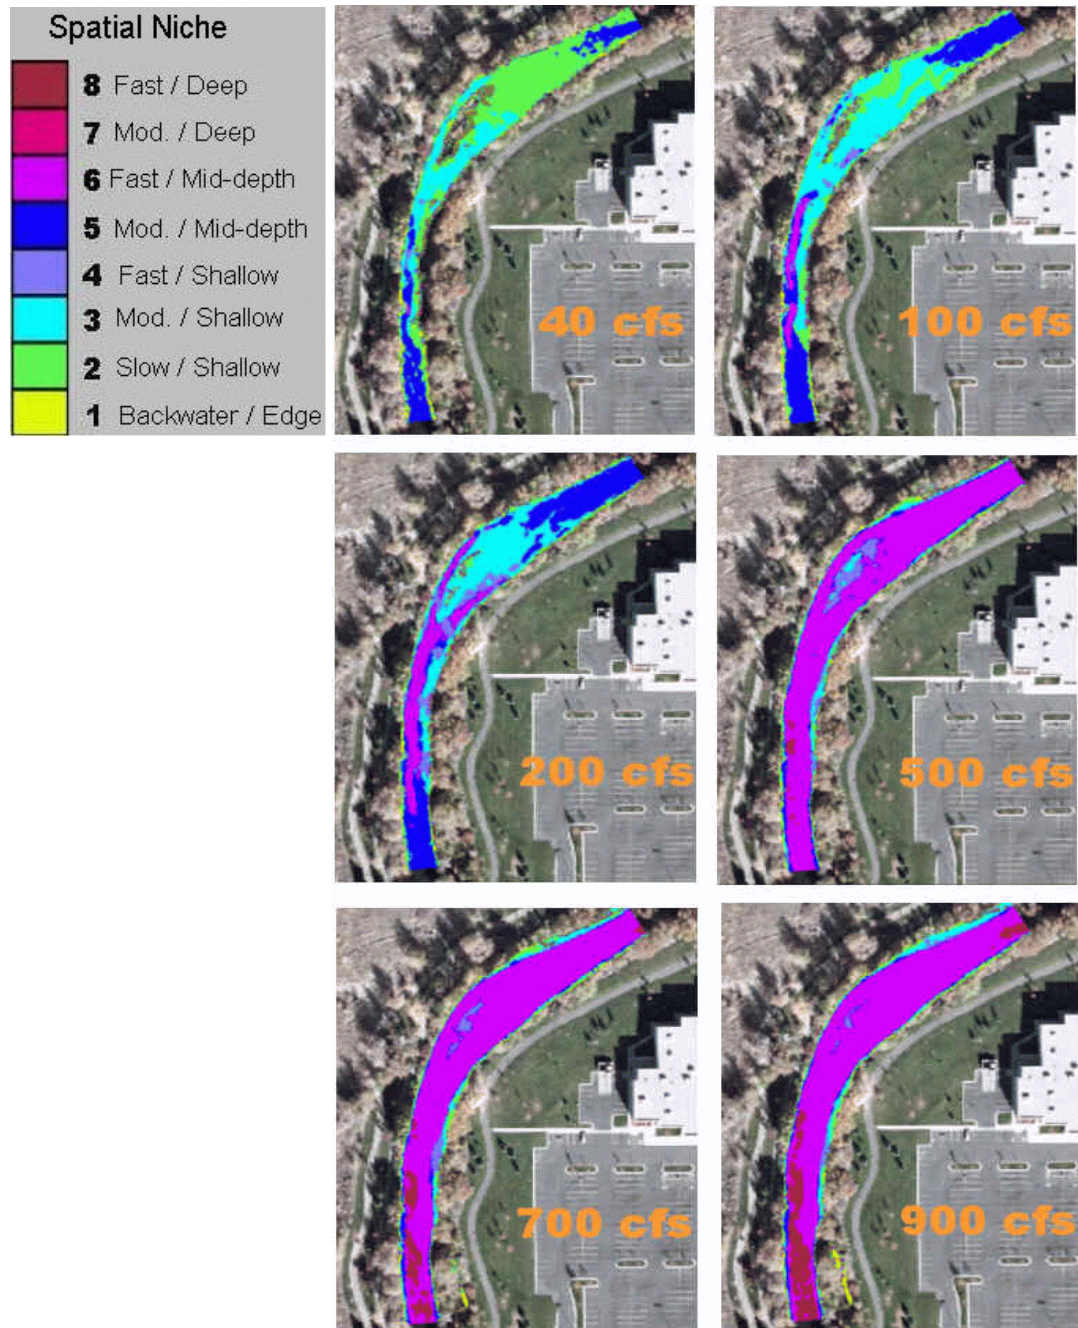 Spatial Niche
8 Fast / Deep
7 Mod. / Deep
6 Fast / Mid-depth
5 Mod. / Mid-depth
4 Fast / Shallow
3 Mod. / Shallow
2 Slow / Shallow
1 Backwater / Edge
40 cfs
100 cfs
200 cfs
500 cfs
700 cfs
900 cfs